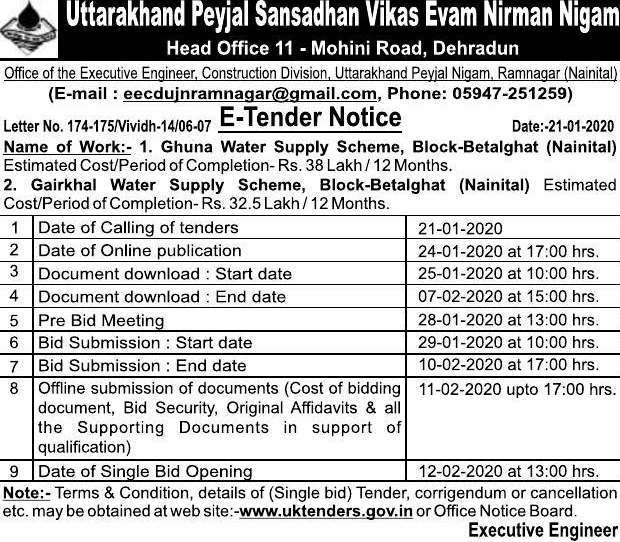 Uttarakhand Peyjal Sansadhan Vikas Evam Nirman Nigam
Head Office 11 - Mohini Road, Dehradun
Office of the Executive Engineer, Construction Division, Uttarakhand Peyjal Nigam, Ramnagar (Nainital)
(E-mail : eecdujnramnagar@gmail.com, Phone: 05947-251259)
Letter No. 174-175/Vividh-14/06-07 E-Tender Notice Date:-21-01-2020
Name of Work:- 1. Ghuna Water Supply Scheme, Block-Betalghat (Nainital)
Estimated Cost/Period of Completion- Rs. 38 Lakh / 12 Months.
2. Gairkhal Water Supply Scheme, Block-Betalghat (Nainital) Estimated
Cost/Period of Completion- Rs. 32.5 Lakh / 12 Months.
1 Date of Calling of tenders 21-01-2020
2 Date of Online publication 24-01-2020 at 17:00 hrs.
3 Document download : Start date 25-01-2020 at 10:00 hrs.
4 Document download : End date 07-02-2020 at 15:00 hrs.
5 Pre Bid Meeting 28-01-2020 at 13:00 hrs.
6 Bid Submission : Start date 29-01-2020 at 10:00 hrs.
7 Bid Submission : End date 10-02-2020 at 17:00 hrs.
8 Offline submission of documents (Cost of bidding 11-02-2020 upto 17:00 hrs.
document, Bid Security, Original Affidavits & all
the Supporting Documents in support of
qualification)
9 Date of Single Bid Opening 12-02-2020 at 13:00 hrs.
Note:- Terms & Condition, details of (Single bid) Tender, corrigendum or cancellation
etc. may be obtained at web site:-www.uktenders.gov.in or Office Notice Board.
Executive Engineer